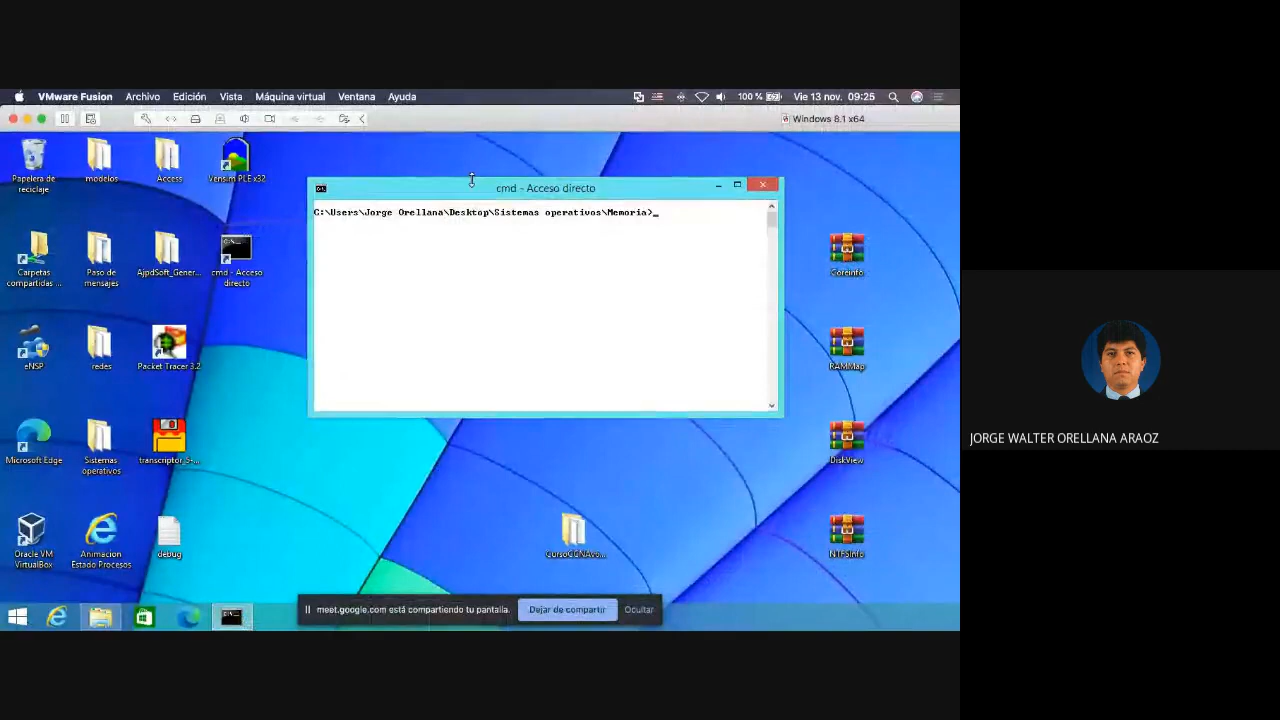 VMware Fusion Archivo Edición Vista Máquina virtual Ventana Ayuda
100 % Vie 13 nov. 09:25
Windows 8.1 x64
Papelera de reciclaje
modelos
Access
Vensim PLE x32
cmd - Acceso directo
C:\Users\Jorge Orellana\Desktop\Sistemas operativos\Memoria>_
Carpetas compartidas ...
Paso de mensajes
AjpdSoft_Gener...
cmd - Acceso directo
CoreInfo
eNSP
redes
Packet Tracer 3.2
RAMMap
Microsoft Edge
Sistemas operativos
DiskView
Oracle VM VirtualBox
Animacion Estado Procesos
debug
NTFSInfo
meet.google.com está compartiendo tu pantalla.
Dejar de compartir
Ocultar
JORGE WALTER ORELLANA ARAOZ